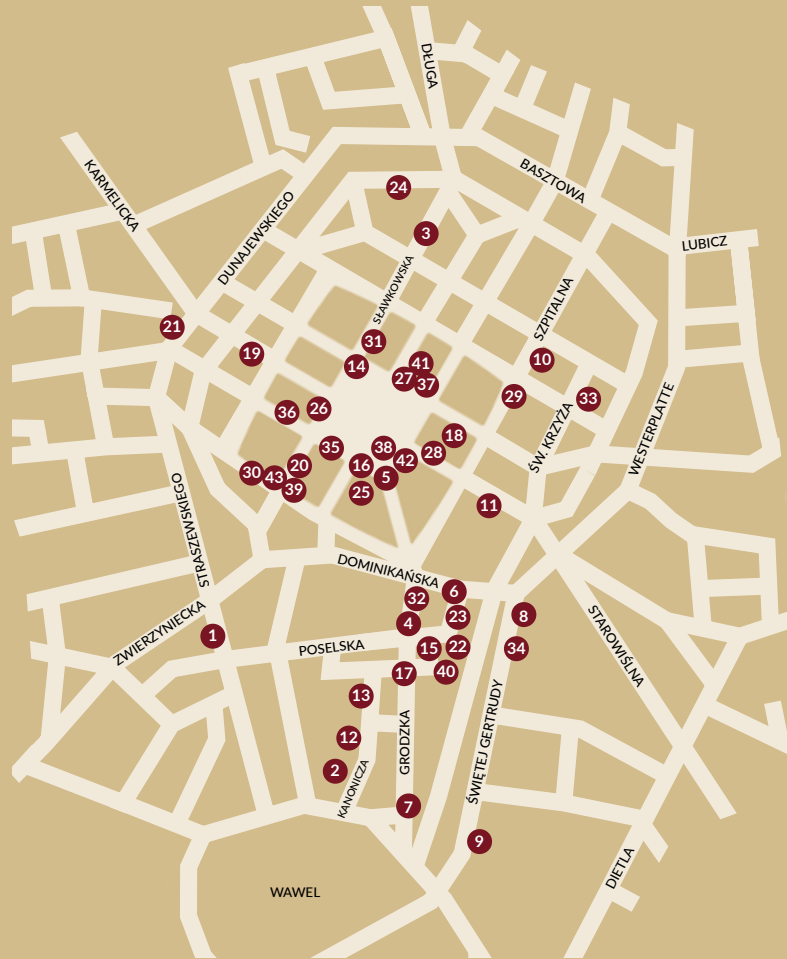 DŁUGA
KARMELICKA
BASZTOWA
24
DUNAJEWSKIEGO
3
LUBICZ
SŁAWKOWSKA
SZPITALNA
21
31
19
14
41
10
27
37
29
33
36
26
WESTERPLATTE
ŚW. KRZYŻA
18
35
38
28
42
16
20
30
43
5
39
25
11
STRASZEWSKIEGO
DOMINIKAŃSKA
6
32
23
8
4
ZWIERZYNIECKA
1
POSELSKA
15
22
34
STAROWIŚLNA
17
40
13
12
GRODZKA
ŚWIĘTEJ GERTRUDY
2
KANONICZA
7
9
DIETLA
WAWEL